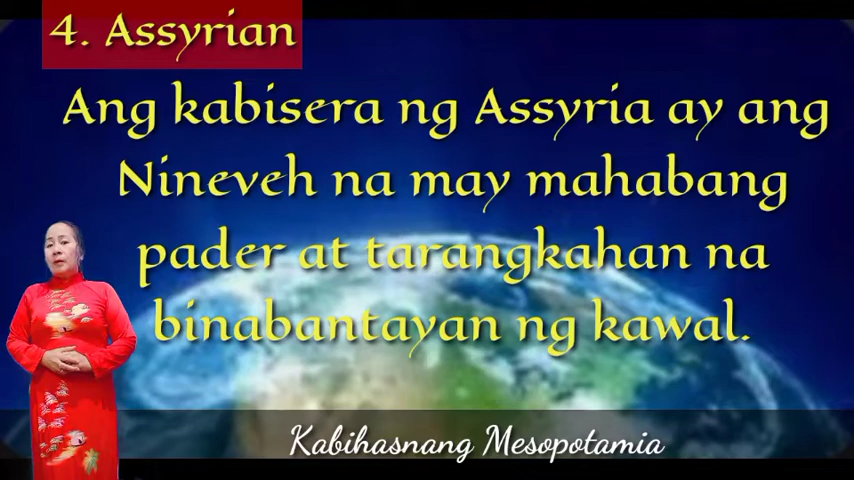 4. Assyrian
Ang kabisera ng Assyria ay ang
Nineveh na may mahabang
pader at tarangkahan na
binabantayan ng kawal.
Kabihasnang Mesopotamia